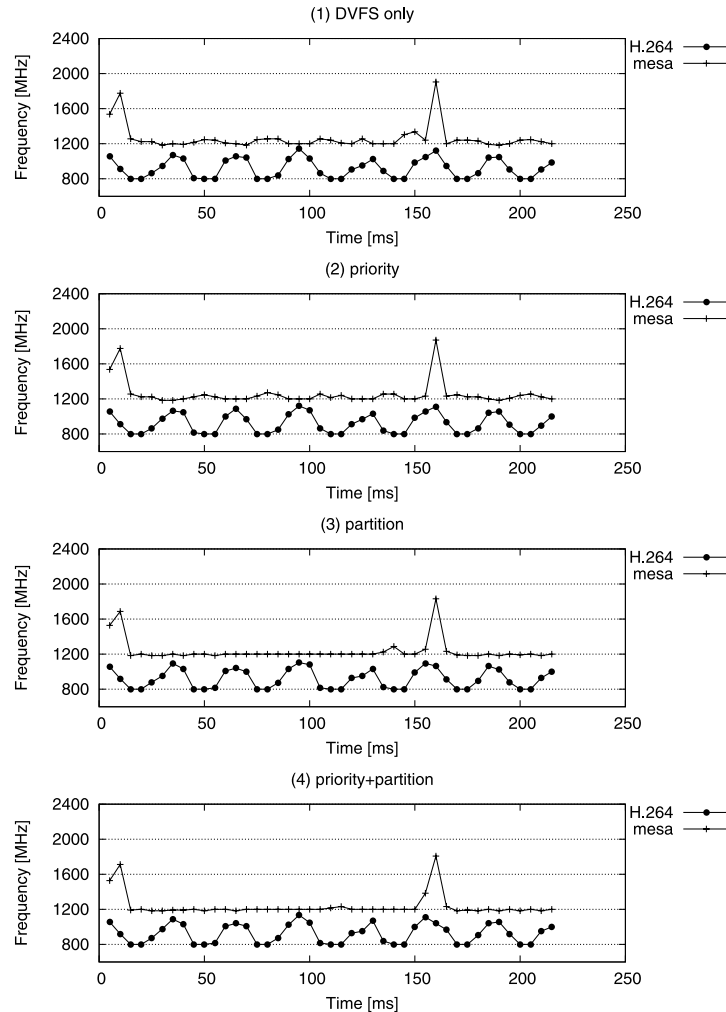 (1) DVFS only
Frequency [MHz]
2400
2000
1600
1200
800
0 50 100 150 200 250
Time [ms]
H.264
mesa
(2) priority
Frequency [MHz]
2400
2000
1600
1200
800
0 50 100 150 200 250
Time [ms]
H.264
mesa
(3) partition
Frequency [MHz]
2400
2000
1600
1200
800
0 50 100 150 200 250
Time [ms]
H.264
mesa
(4) priority+partition
Frequency [MHz]
2400
2000
1600
1200
800
0 50 100 150 200 250
Time [ms]
H.264
mesa